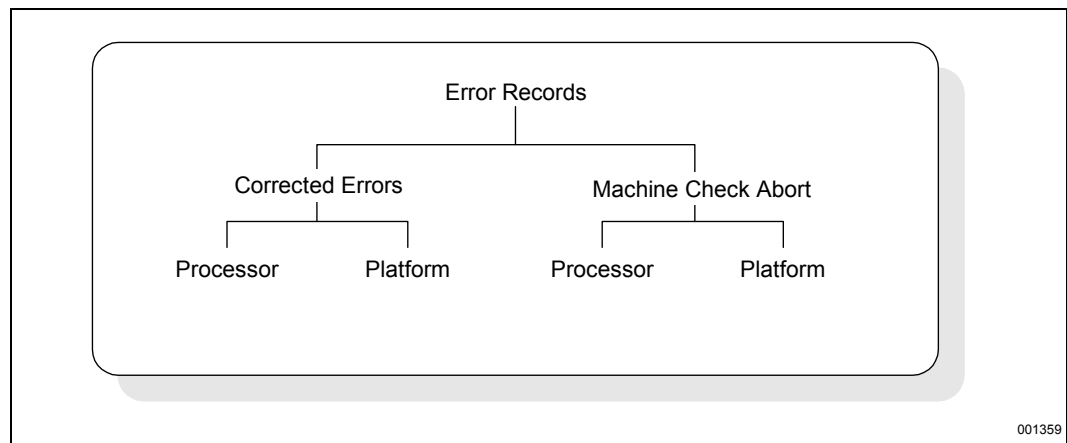 Error Records
Corrected Errors
Machine Check Abort
Processor
Platform
Processor
Platform
001359